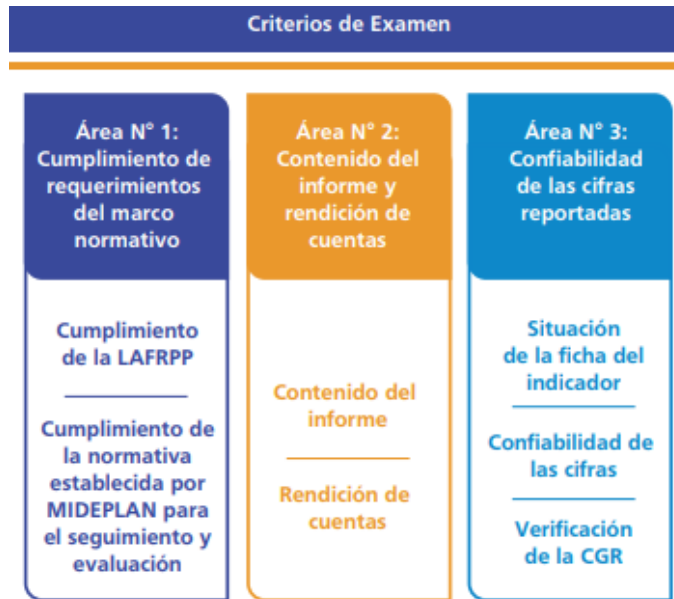 Criterios de Examen
Área N° 1:
Cumplimiento de
requerimientos
del marco
normativo
Cumplimiento
de la LAFRPP
Cumplimiento de
la normativa
establecida por
MIDEPLAN para
el seguimiento y
evaluación
Área N° 2:
Contenido del
informe y
rendición de
cuentas
Contenido del
informe
Rendición de
cuentas
Área N° 3:
Confiabilidad
de las cifras
reportadas
Situación
de la ficha del
indicador
Confiabilidad de
las cifras
Verificación
de la CGR